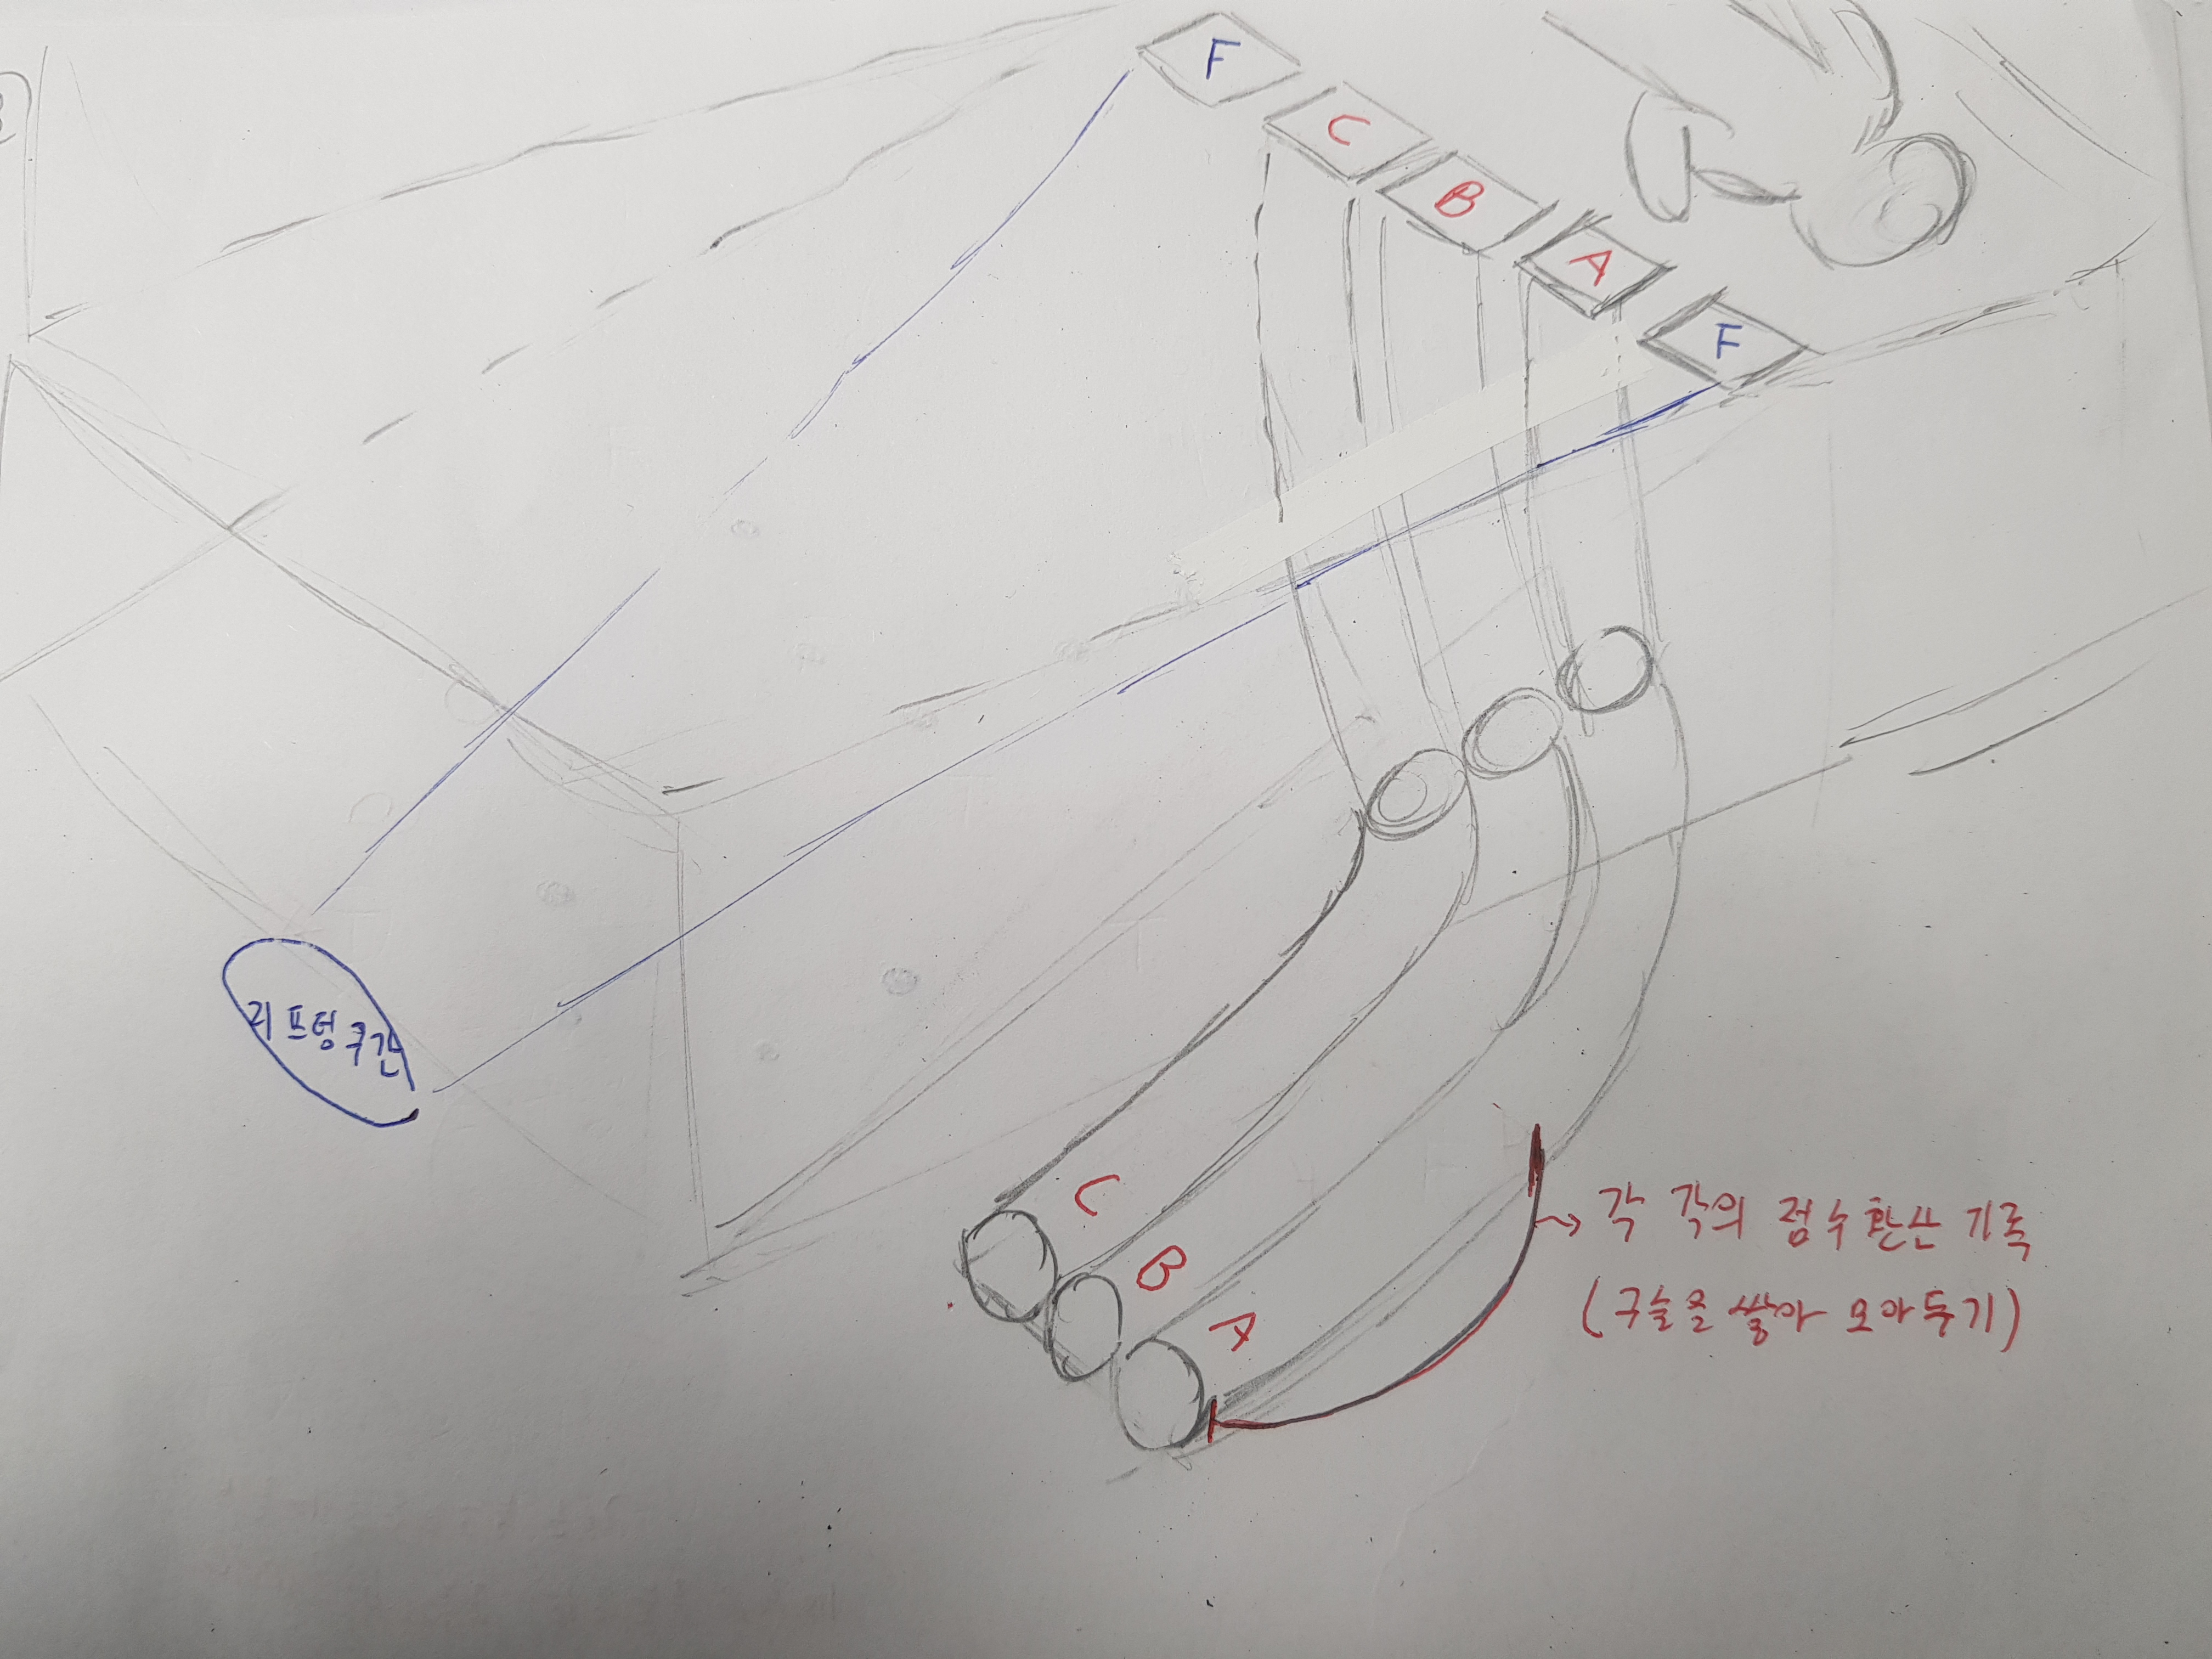 F
C
B
A
F
리프팅 구간
C
B
A
각 각의 점수환산 기록
(구슬을 쌓아 모아두기)